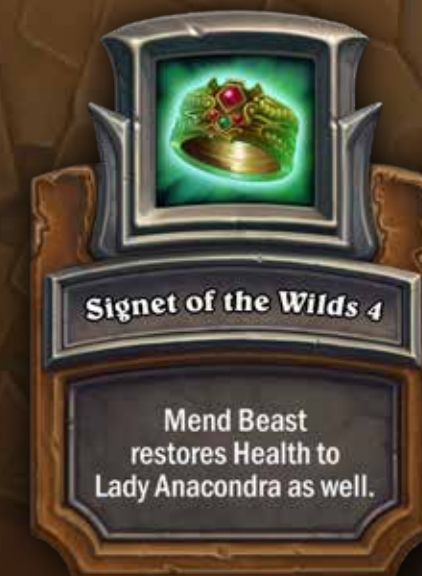 Signet of the Wilds 4
Mend Beast
restores Health to
Lady Anacondra as well.